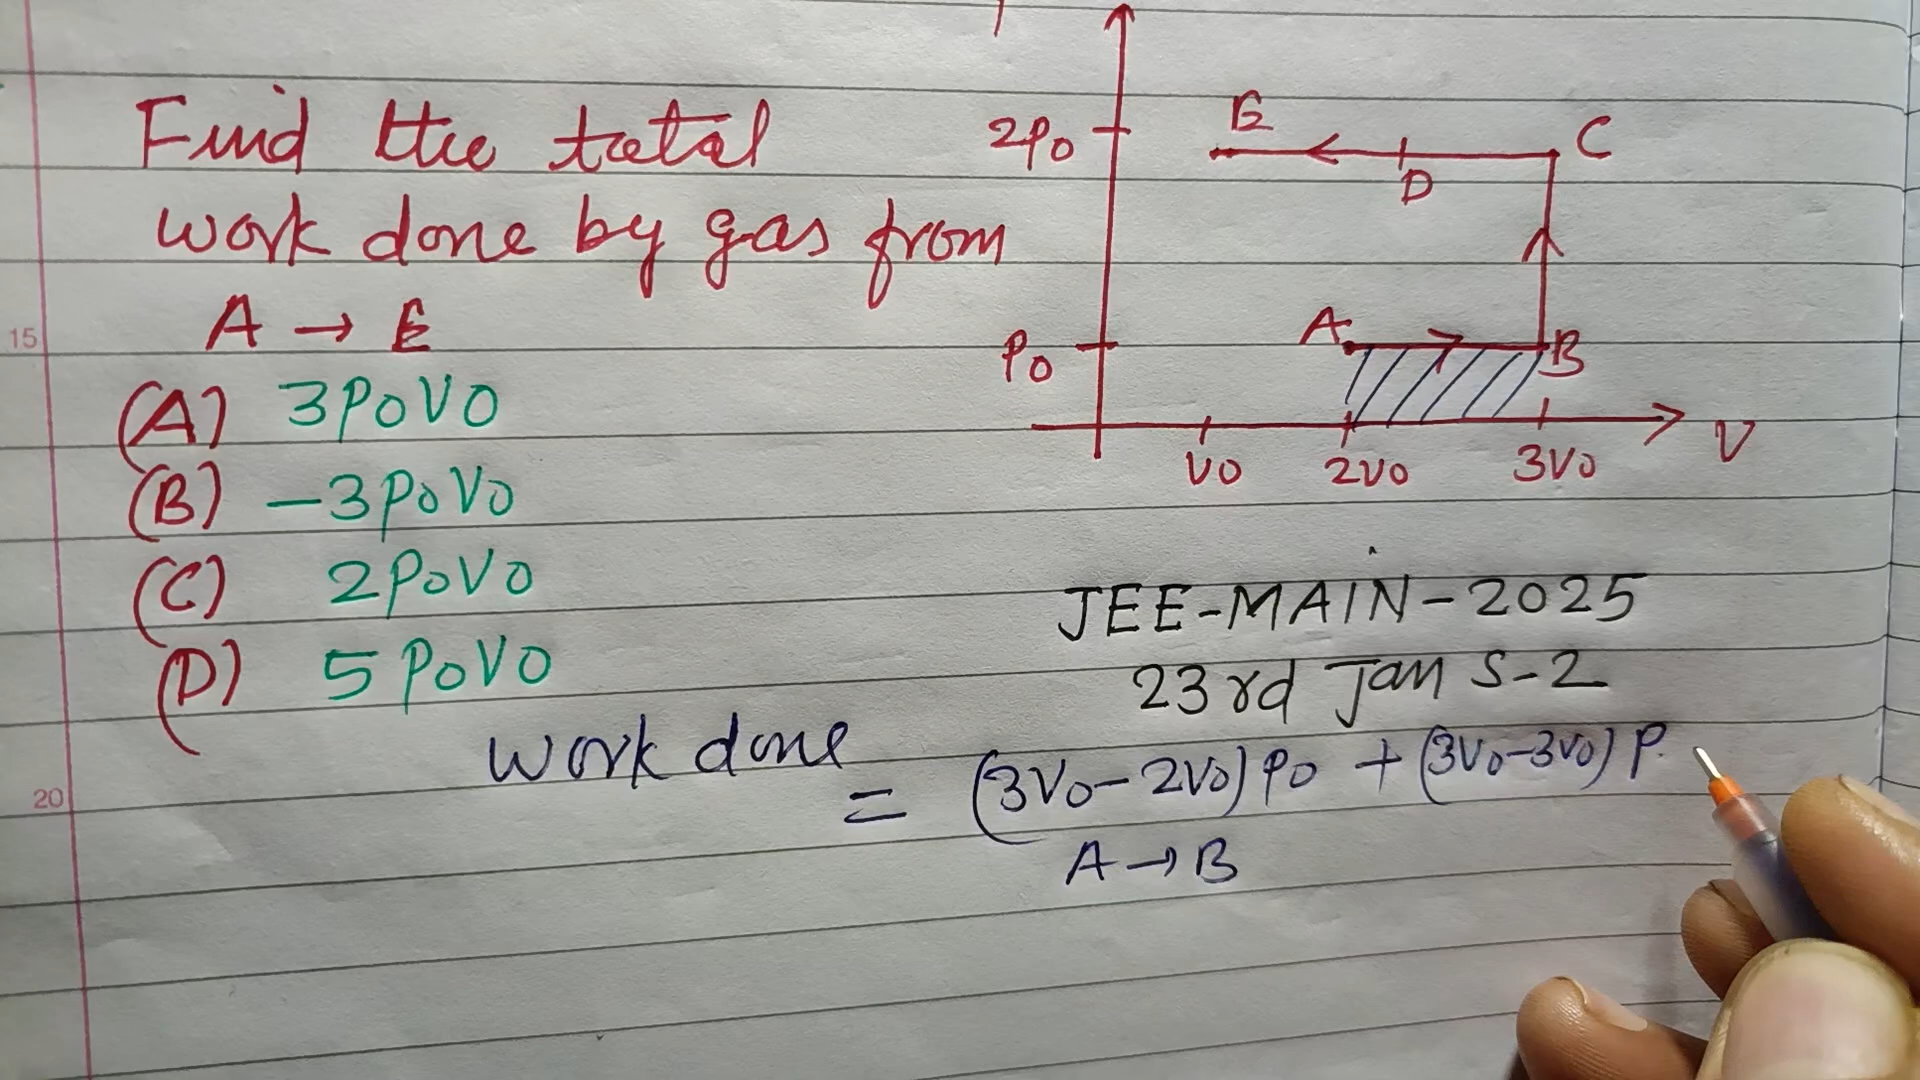 Find the total
work done by gas from
A → E
(A) 3P0V0
(B) -3P0V0
(C) 2P0V0
(D) 5P0V0
2P0
E
D
C
P0
A
B
V0
2V0
3V0
V
JEE-MAIN-2025
23rd Jan S-2
work done
= (3V0-2V0)P0 + (3V0-3V0)P
A → B
15
20